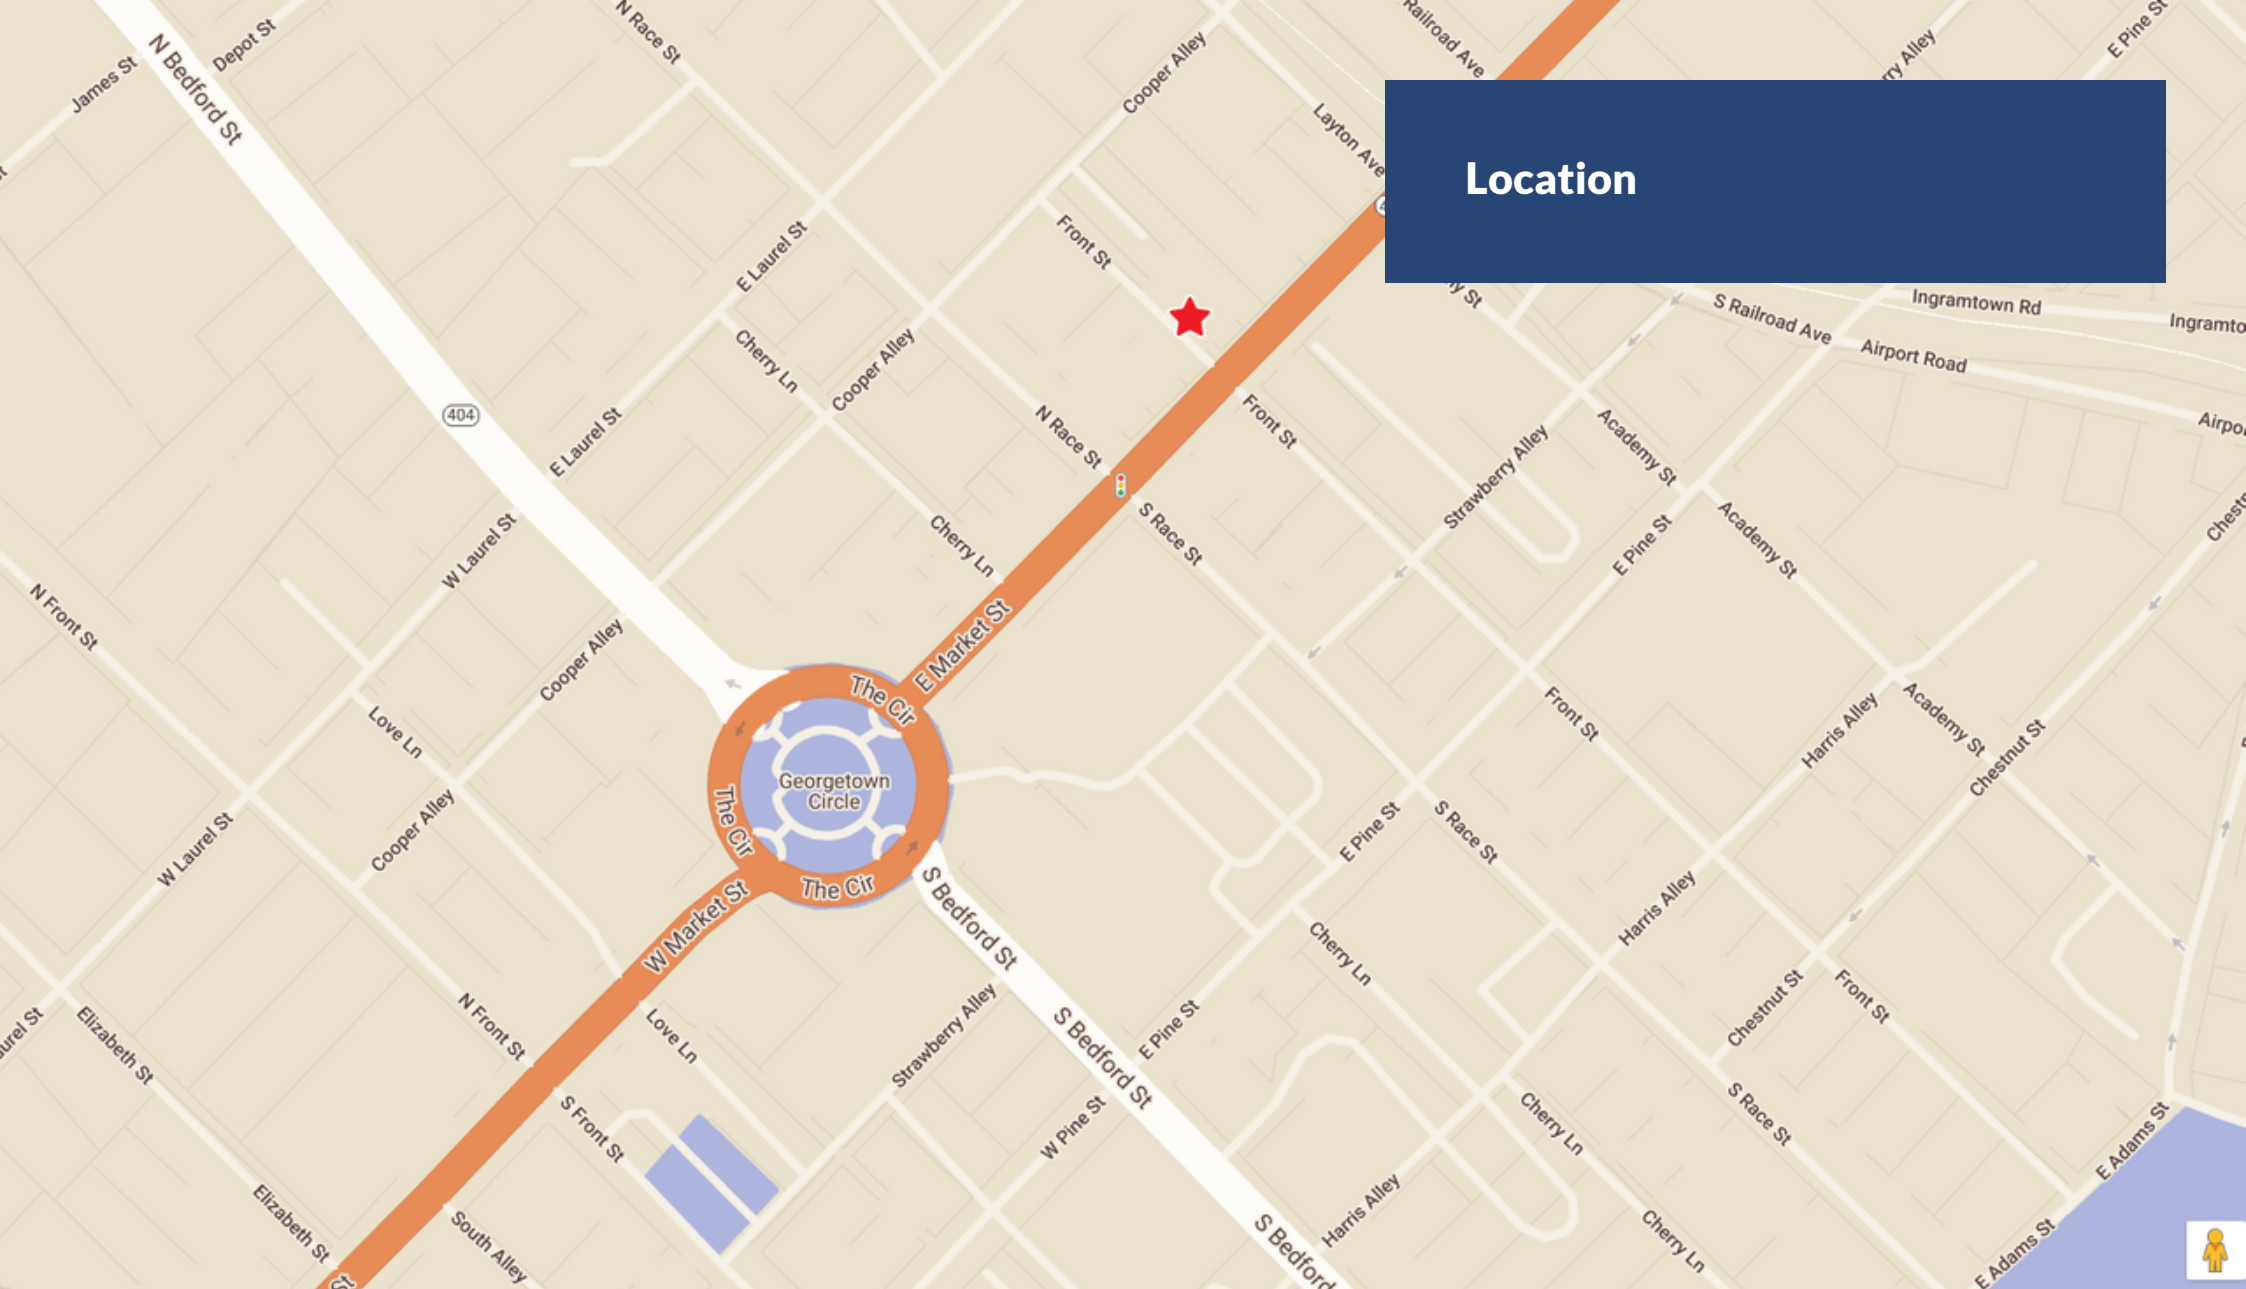 N Race St
Railroad Ave
E Pine St
Depot St
James St
N Bedford St
Cooper Alley
Layton Ave
Location
Front St
E Laurel St
Ingramtown Rd
S Railroad Ave
Airport Road
Cherry Ln
Cooper Alley
404
E Laurel St
N Race St
Front St
Academy St
Strawberry Alley
W Laurel St
Cherry Ln
S Race St
E Pine St
Academy St
N Front St
Cooper Alley
E Market St
The Cir
Love Ln
Front St
Harris Alley
Academy St
Chestnut St
Georgetown
Circle
The Cir
W Laurel St
Cooper Alley
E Pine St
S Race St
The Cir
W Market St
S Bedford St
Harris Alley
Cherry Ln
N Front St
Elizabeth St
Love Ln
Strawberry Alley
S Bedford St
E Pine St
Chestnut St
Front St
S Front St
W Pine St
Cherry Ln
S Race St
E Adams St
Elizabeth St
South Alley
Harris Alley
S Bedford
Cherry Ln
E Adams St
St